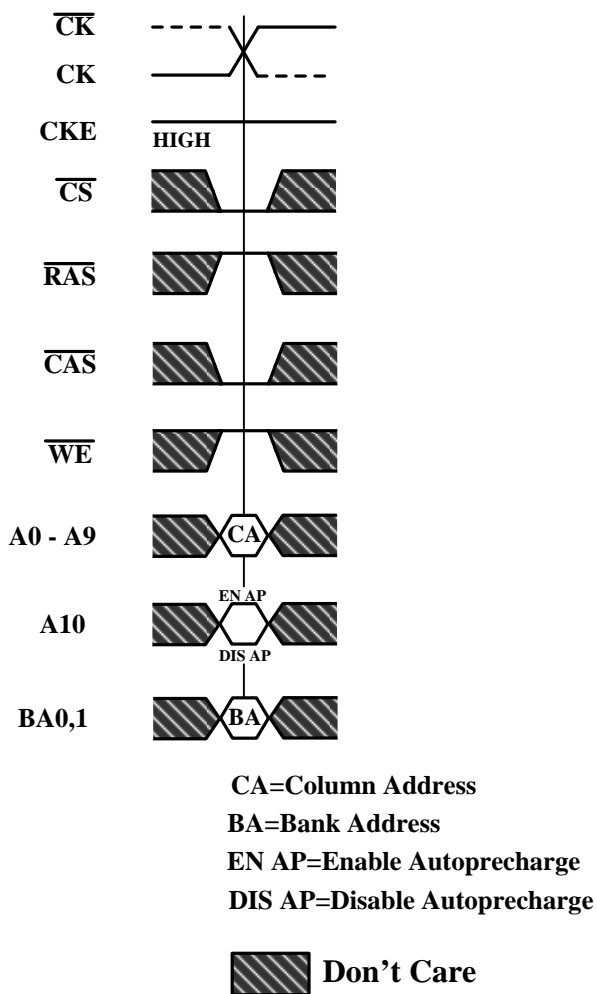 CK
CK
CKE
HIGH
CS
RAS
CAS
WE
A0 - A9
CA
EN AP
A10
DIS AP
BA0,1
BA
CA=Column Address
BA=Bank Address
EN AP=Enable Autoprecharge
DIS AP=Disable Autoprecharge
Don't Care